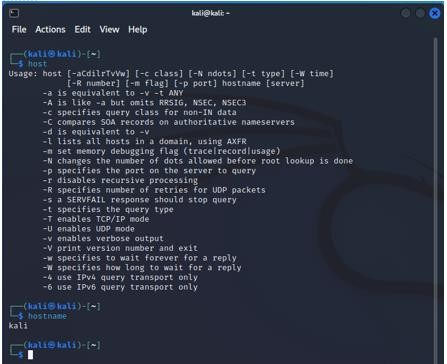 kali@kali: ~
File Actions Edit View Help
┌──(kali㉿kali)-[~]
└─$ host
Usage: host [-aCdilrTvVw] [-c class] [-N ndots] [-t type] [-W time]
            [-R number] [-m flag] [-p port] hostname [server]
       -a is equivalent to -v -t ANY
       -A is like -a but omits RRSIG, NSEC, NSEC3
       -c specifies query class for non-IN data
       -C compares SOA records on authoritative nameservers
       -d is equivalent to -v
       -l lists all hosts in a domain, using AXFR
       -m set memory debugging flag (trace|record|usage)
       -N changes the number of dots allowed before root lookup is done
       -p specifies the port on the server to query
       -r disables recursive processing
       -R specifies number of retries for UDP packets
       -s a SERVFAIL response should stop query
       -t specifies the query type
       -T enables TCP/IP mode
       -U enables UDP mode
       -v enables verbose output
       -V print version number and exit
       -w specifies to wait forever for a reply
       -W specifies how long to wait for a reply
       -4 use IPv4 query transport only
       -6 use IPv6 query transport only
┌──(kali㉿kali)-[~]
└─$ hostname
kali
┌──(kali㉿kali)-[~]
└─$